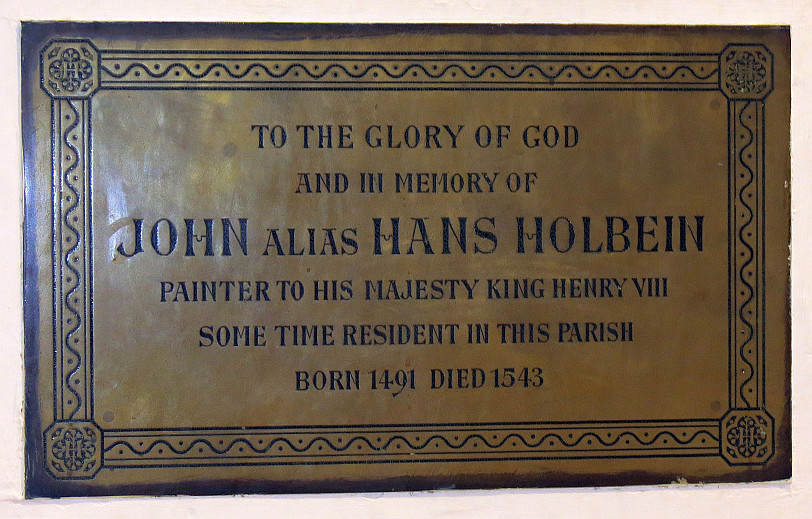 TO THE GLORY OF GOD
AND IN MEMORY OF
JOHN ALIAS HANS HOLBEIN
PAINTER TO HIS MAJESTY KING HENRY VIII
SOME TIME RESIDENT IN THIS PARISH
BORN 1491 DIED 1543